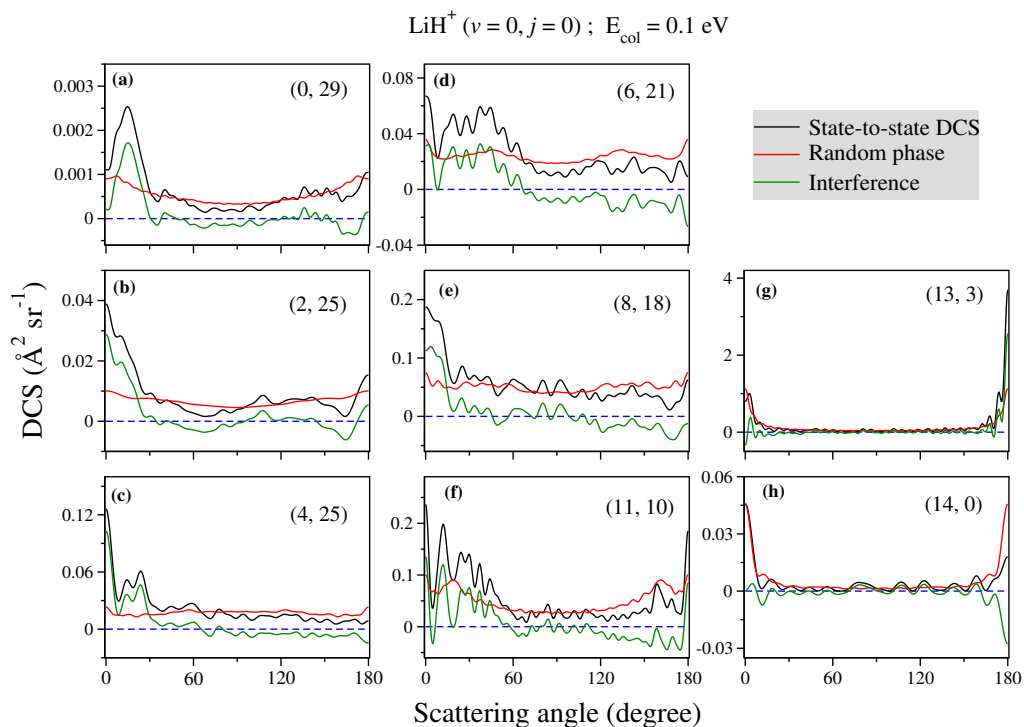 LiH+ (v = 0, j = 0) ; Ecol = 0.1 eV
DCS (Å2 sr-1)
Scattering angle (degree)
State-to-state DCS
Random phase
Interference
(a)
(0, 29)
0.003
0.002
0.001
0
(b)
(2, 25)
0.04
0.02
0
(c)
(4, 25)
0.12
0.06
0
0 60 120 180
(d)
(6, 21)
0.08
0.04
0
-0.04
(e)
(8, 18)
0.2
0.1
0
(f)
(11, 10)
0.2
0.1
0
0 60 120 180
(g)
(13, 3)
4
2
0
(h)
(14, 0)
0.06
0.03
0
-0.03
0 60 120 180